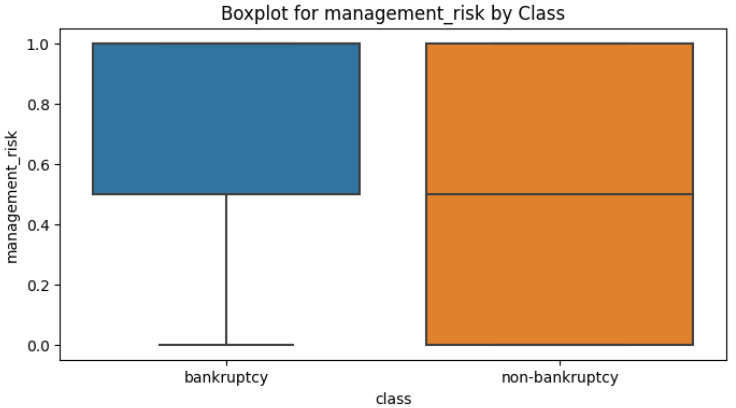 Boxplot for management_risk by Class
management_risk
1.0
0.8
0.6
0.4
0.2
0.0
bankruptcy
non-bankruptcy
class